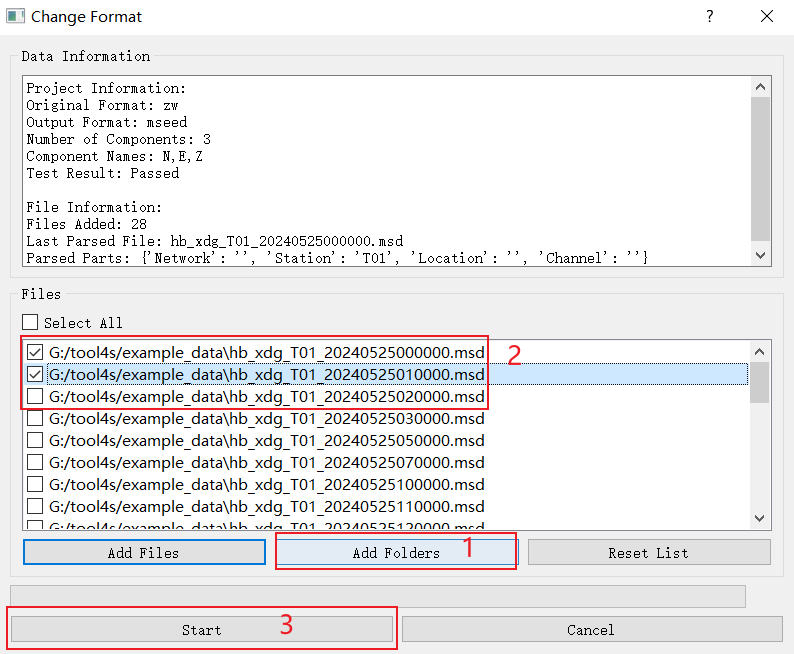 Change Format
?
Data Information
Project Information:
Original Format: zw
Output Format: mseed
Number of Components: 3
Component Names: N,E,Z
Test Result: Passed
File Information:
Files Added: 28
Last Parsed File: hb_xdg_T01_20240525000000.msd
Parsed Parts: {'Network': '', 'Station': 'T01', 'Location': '', 'Channel': ''}
Files
Select All
G:/tool4s/example_data\hb_xdg_T01_20240525000000.msd 2
G:/tool4s/example_data\hb_xdg_T01_20240525010000.msd
G:/tool4s/example_data\hb_xdg_T01_20240525020000.msd
G:/tool4s/example_data\hb_xdg_T01_20240525030000.msd
G:/tool4s/example_data\hb_xdg_T01_20240525050000.msd
G:/tool4s/example_data\hb_xdg_T01_20240525070000.msd
G:/tool4s/example_data\hb_xdg_T01_20240525100000.msd
G:/tool4s/example_data\hb_xdg_T01_20240525110000.msd
G:/tool4s/example_data\hb_xdg_T01_20240525120000.msd
Add Files Add Folders 1 Reset List
Start 3 Cancel